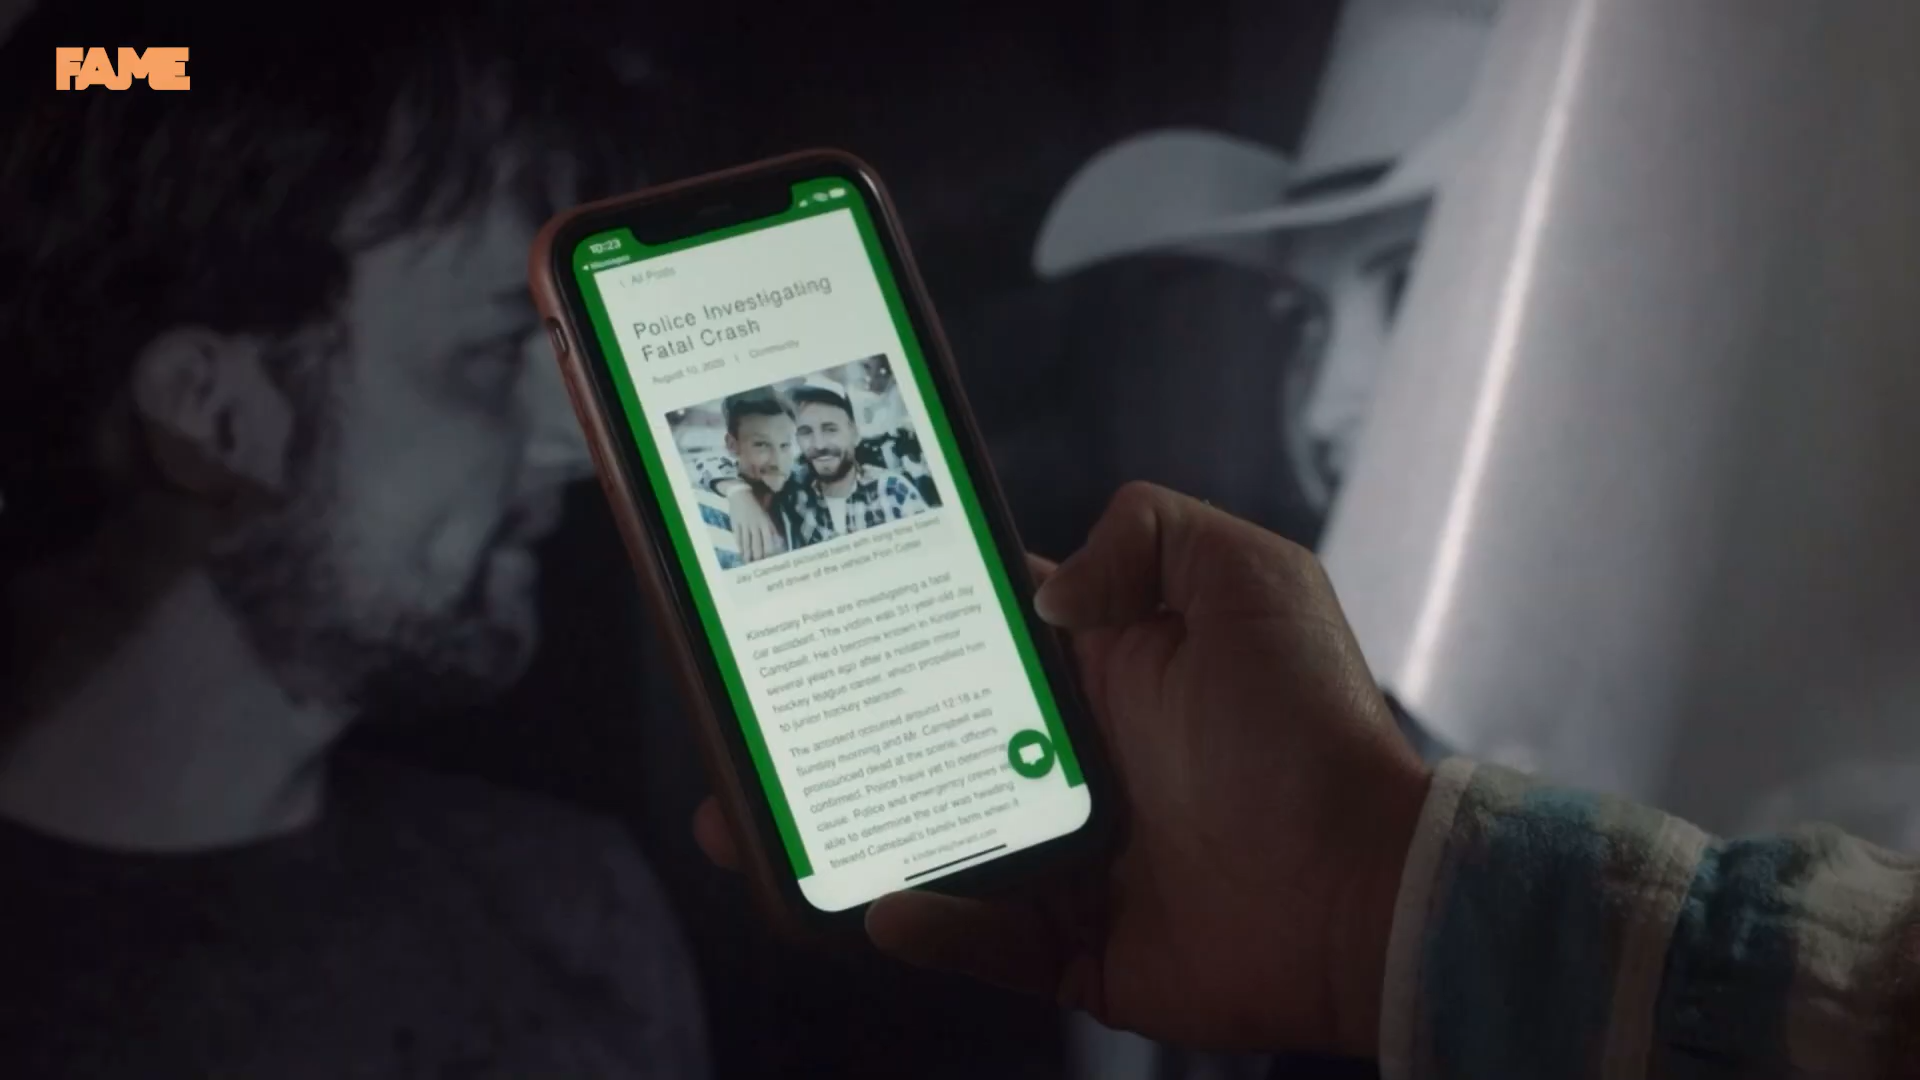 FAME
10:23
Messages
All Posts
Police Investigating
Fatal Crash
August 10, 2020 | Community
Jay Cambell pictured here with long-time friend
and driver of the vehicle Finn Cotter
Kindersley Police are investigating a fatal
car accident. The victim was 31-year-old Jay
Campbell. He'd become known in Kindersley
several years ago after a notable minor
hockey league career, which propelled him
to junior hockey stardom.
The accident occurred around 12:18 a.m
Sunday morning and Mr. Campbell was
pronounced dead at the scene, officers
confirmed. Police have yet to determine
cause. Police and emergency crews
able to determine the car was heading
toward Campbell's family farm when it